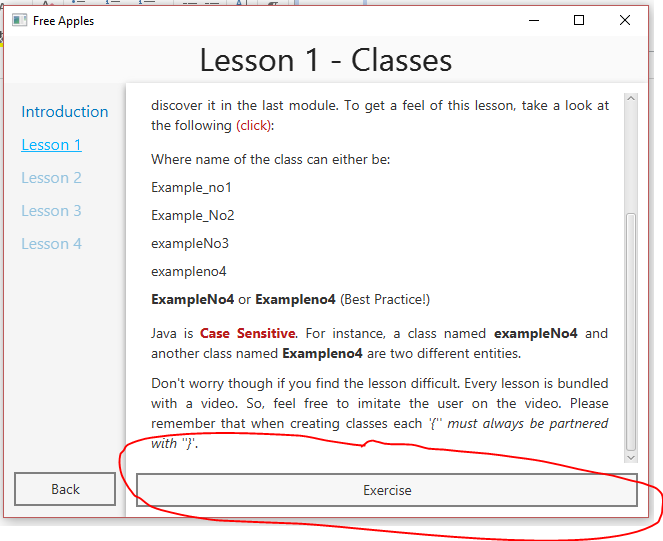 Free Apples
Lesson 1 - Classes
Introduction
Lesson 1
Lesson 2
Lesson 3
Lesson 4
discover it in the last module. To get a feel of this lesson, take a look at
the following (click):
Where name of the class can either be:
Example_no1
Example_No2
exampleNo3
exampleno4
ExampleNo4 or Exampleno4 (Best Practice!)
Java is Case Sensitive. For instance, a class named exampleNo4 and
another class named Exampleno4 are two different entities.
Don't worry though if you find the lesson difficult. Every lesson is bundled
with a video. So, feel free to imitate the user on the video. Please
remember that when creating classes each '{'' must always be partnered
with ''}'.
Back
Exercise